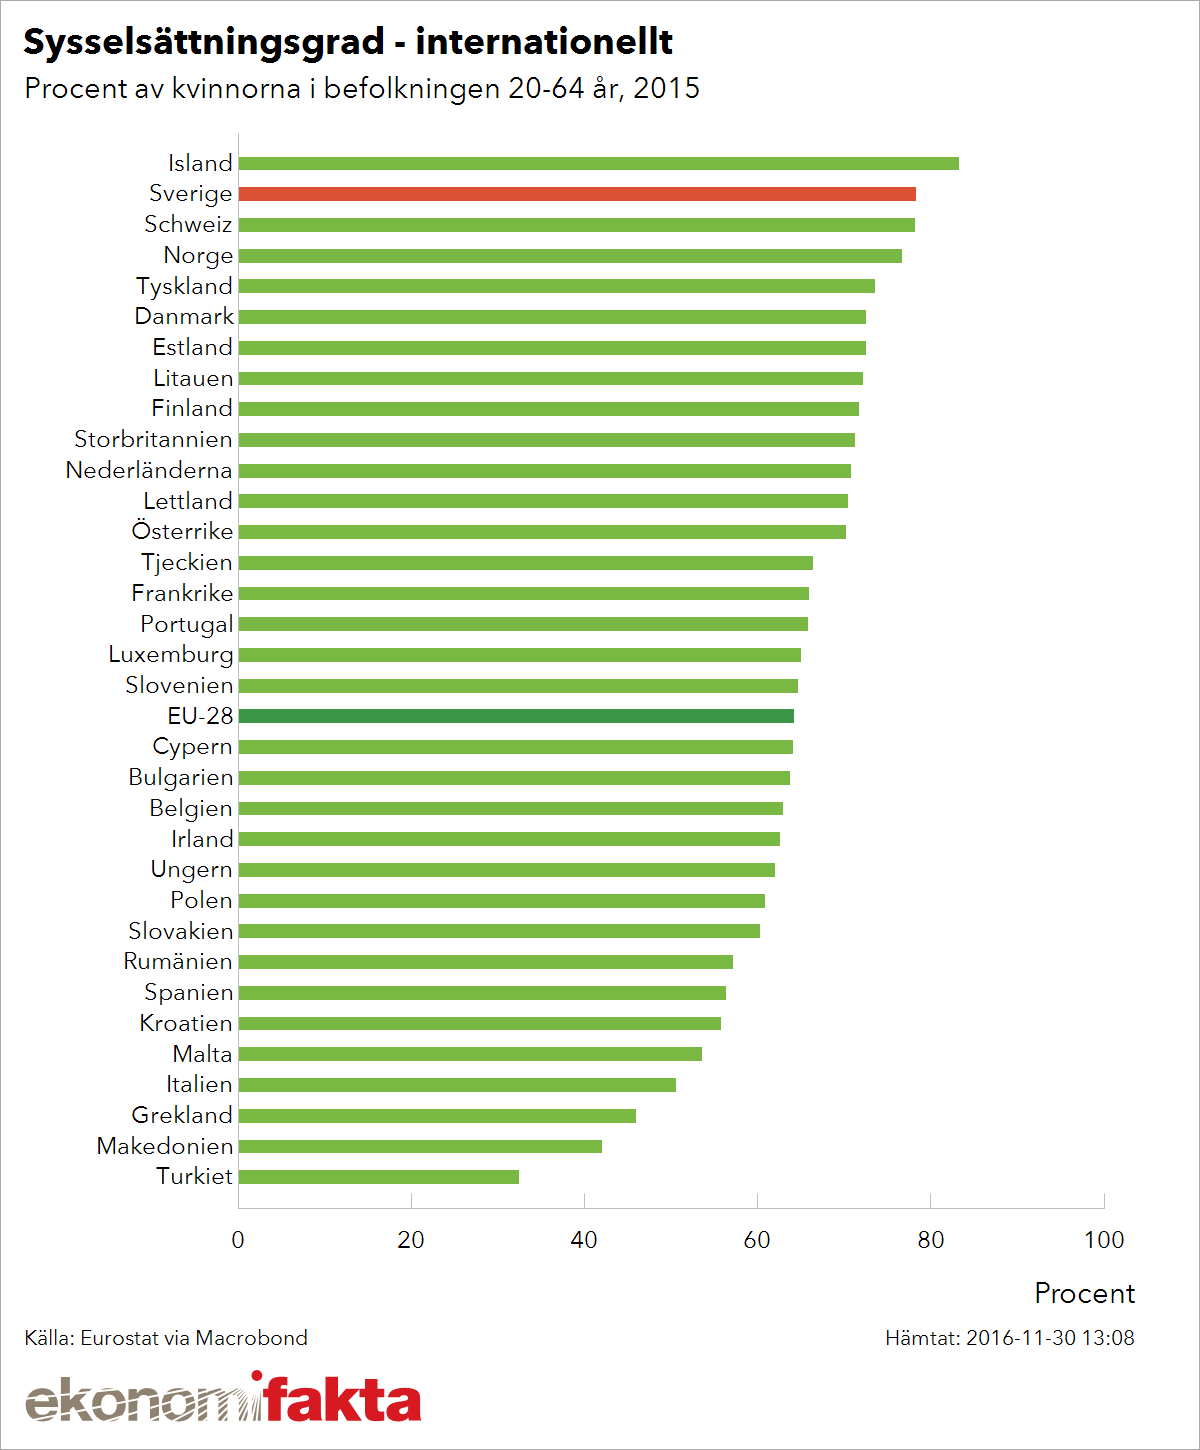 Sysselsättningsgrad - internationellt
Procent av kvinnorna i befolkningen 20-64 år, 2015
Island
Sverige
Schweiz
Norge
Tyskland
Danmark
Estland
Litauen
Finland
Storbritannien
Nederländerna
Lettland
Österrike
Tjeckien
Frankrike
Portugal
Luxemburg
Slovenien
EU-28
Cypern
Bulgarien
Belgien
Irland
Ungern
Polen
Slovakien
Rumänien
Spanien
Kroatien
Malta
Italien
Grekland
Makedonien
Turkiet
0 20 40 60 80 100
Procent
Källa: Eurostat via Macrobond Hämtat: 2016-11-30 13:08
ekonomifakta